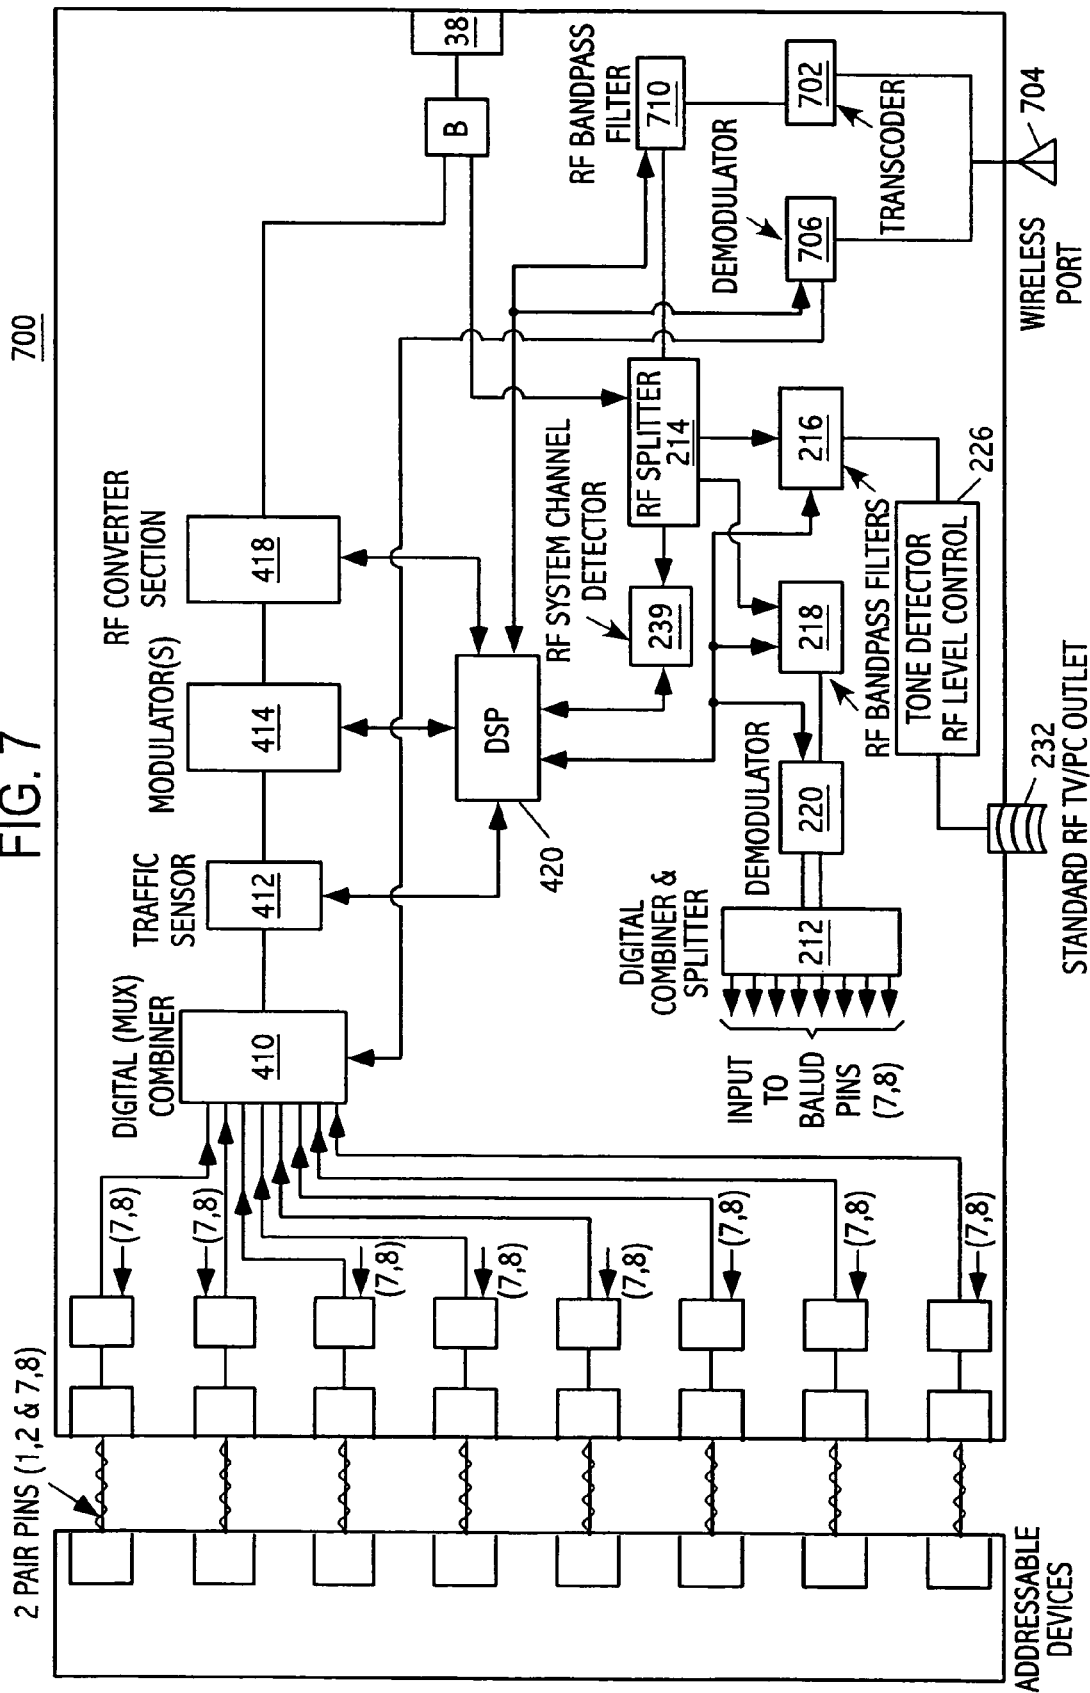 FIG. 7
700
2 PAIR PINS (1,2 & 7,8)
DIGITAL (MUX)
COMBINER
410
TRAFFIC
SENSOR
412
MODULATOR(S)
414
RF CONVERTER
SECTION
418
B
38
(7,8)
(7,8)
(7,8)
(7,8)
(7,8)
(7,8)
(7,8)
(7,8)
DSP
420
RF SYSTEM CHANNEL
DETECTOR
239
RF SPLITTER
214
RF BANDPASS
FILTER
710
DEMODULATOR
706
702
TRANSCODER
704
WIRELESS
PORT
DIGITAL
COMBINER &
SPLITTER
212
DEMODULATOR
220
218
216
RF BANDPASS FILTERS
226
TONE DETECTOR
RF LEVEL CONTROL
INPUT
TO
BALUD
PINS
(7,8)
232
STANDARD RF TV/PC OUTLET
ADDRESSABLE
DEVICES